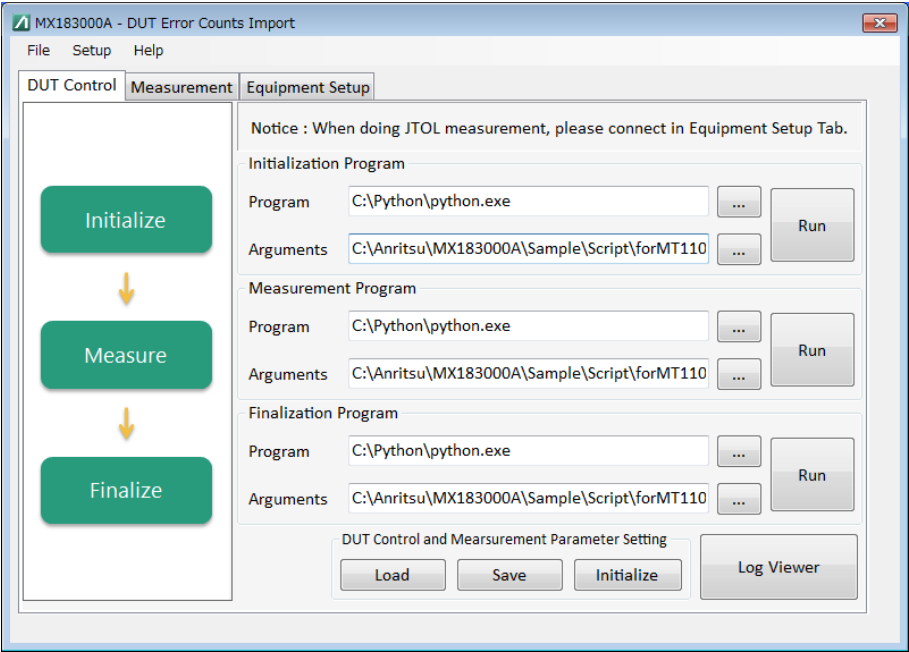 MX183000A - DUT Error Counts Import
File Setup Help
DUT Control Measurement Equipment Setup
Notice : When doing JTOL measurement, please connect in Equipment Setup Tab.
Initialize
Measure
Finalize
Initialization Program
Program C:\Python\python.exe ... Run
Arguments C:\Anritsu\MX183000A\Sample\Script\forMT110 ...
Measurement Program
Program C:\Python\python.exe ... Run
Arguments C:\Anritsu\MX183000A\Sample\Script\forMT110 ...
Finalization Program
Program C:\Python\python.exe ... Run
Arguments C:\Anritsu\MX183000A\Sample\Script\forMT110 ...
DUT Control and Mearsurement Parameter Setting
Load Save Initialize
Log Viewer